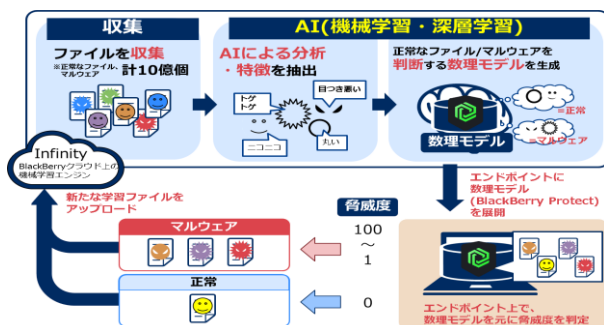 収集
AI(機械学習・深層学習)
ファイルを収集
※正常なファイル、
マルウェア
計10億個
AIによる分析
・特徴を抽出
トゲ
トゲ
目つき悪い
ニコニコ
丸い
正常なファイル/マルウェアを
判断する数理モデルを生成
=正常
=マルウェア
数理モデル
Infinity
BlackBerryクラウド上の
機械学習エンジン
新たな学習ファイルを
アップロード
エンドポイントに
数理モデル
(BlackBerry Protect)
を展開
マルウェア
脅威度
100
～
1
正常
0
エンドポイント上で、
数理モデルを元に脅威度を判定